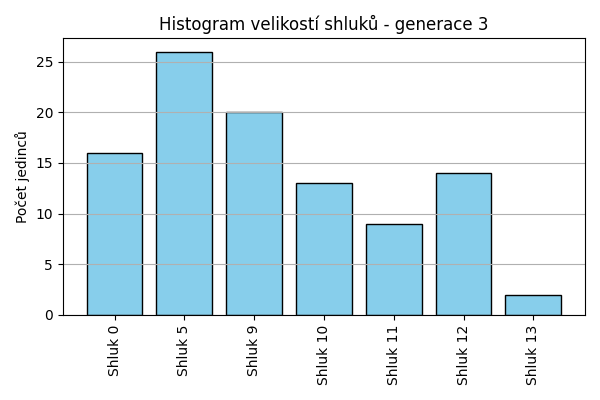 Histogram velikostí shluků - generace 3
Počet jedinců
25
20
15
10
5
0
Shluk 0
Shluk 5
Shluk 9
Shluk 10
Shluk 11
Shluk 12
Shluk 13